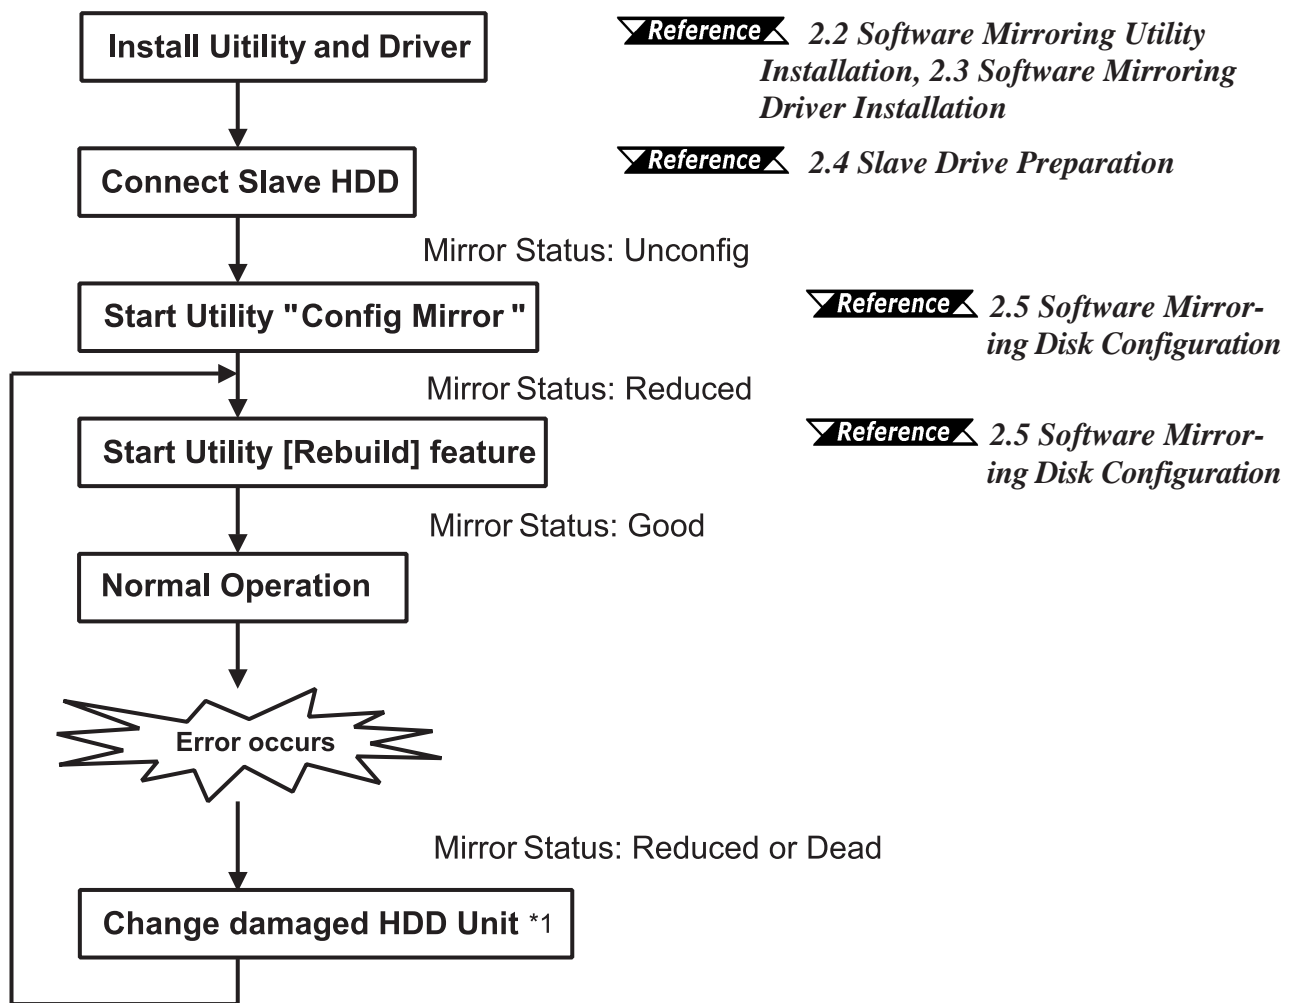 Install Uitility and Driver
Reference 2.2 Software Mirroring Utility
Installation, 2.3 Software Mirroring
Driver Installation
Connect Slave HDD
Reference 2.4 Slave Drive Preparation
Mirror Status: Unconfig
Start Utility "Config Mirror "
Reference 2.5 Software Mirror-
ing Disk Configuration
Mirror Status: Reduced
Start Utility [Rebuild] feature
Reference 2.5 Software Mirror-
ing Disk Configuration
Mirror Status: Good
Normal Operation
Error occurs
Mirror Status: Reduced or Dead
Change damaged HDD Unit *1